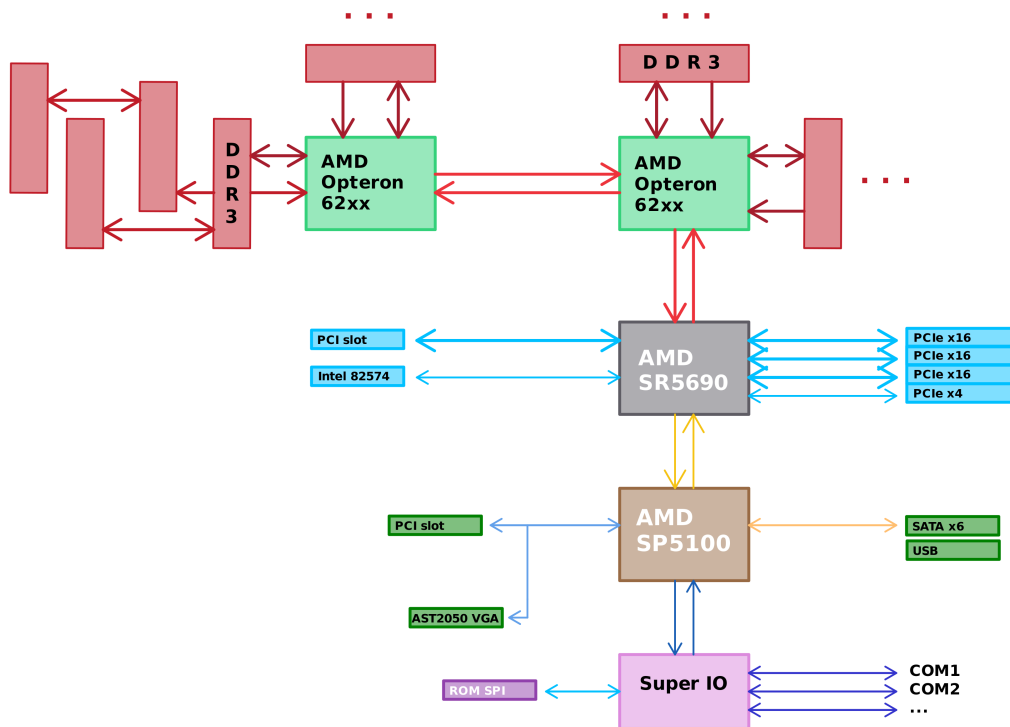 . . .
. . .
D D R 3
D
D
R
3
AMD
Opteron
62xx
AMD
Opteron
62xx
. . .
PCI slot
Intel 82574
AMD
SR5690
PCIe x16
PCIe x16
PCIe x16
PCIe x4
PCI slot
AMD
SP5100
SATA x6
USB
AST2050 VGA
ROM SPI
Super IO
COM1
COM2
...